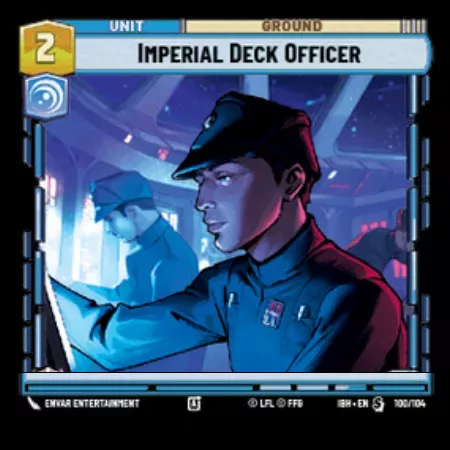 UNIT GROUND
2 IMPERIAL DECK OFFICER
ENVAR ENTERTAINMENT A Ⓒ LFL Ⓒ FFG IBH • EN 100/104